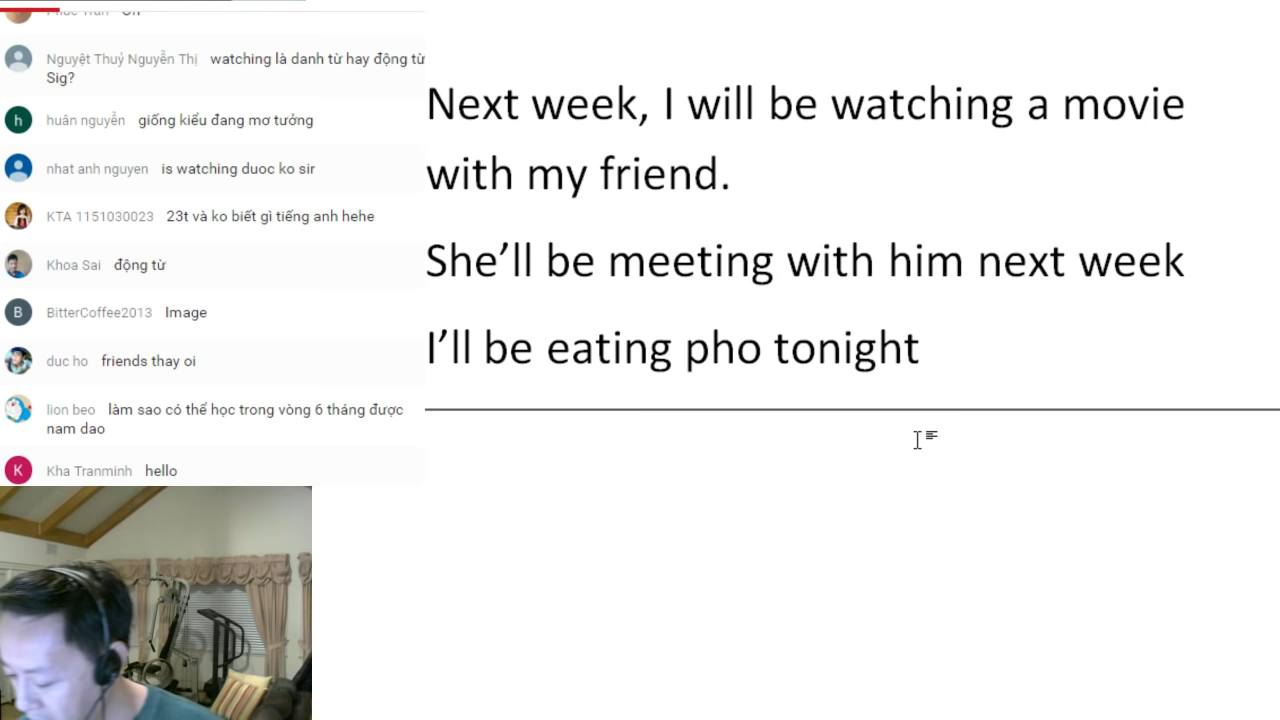 Nguyệt Thuỷ Nguyễn Thị watching là danh từ hay động từ
Sig?
huân nguyễn giống kiểu đang mơ tưởng
nhat anh nguyen is watching duoc ko sir
KTA 1151030023 23t và ko biết gì tiếng anh hehe
Khoa Sai động từ
B BitterCoffee2013 Image
duc ho friends thay oi
lion beo làm sao có thể học trong vòng 6 tháng được
nam dao
K Kha Tranminh hello
h
Next week, I will be watching a movie
with my friend.
She’ll be meeting with him next week
I’ll be eating pho tonight